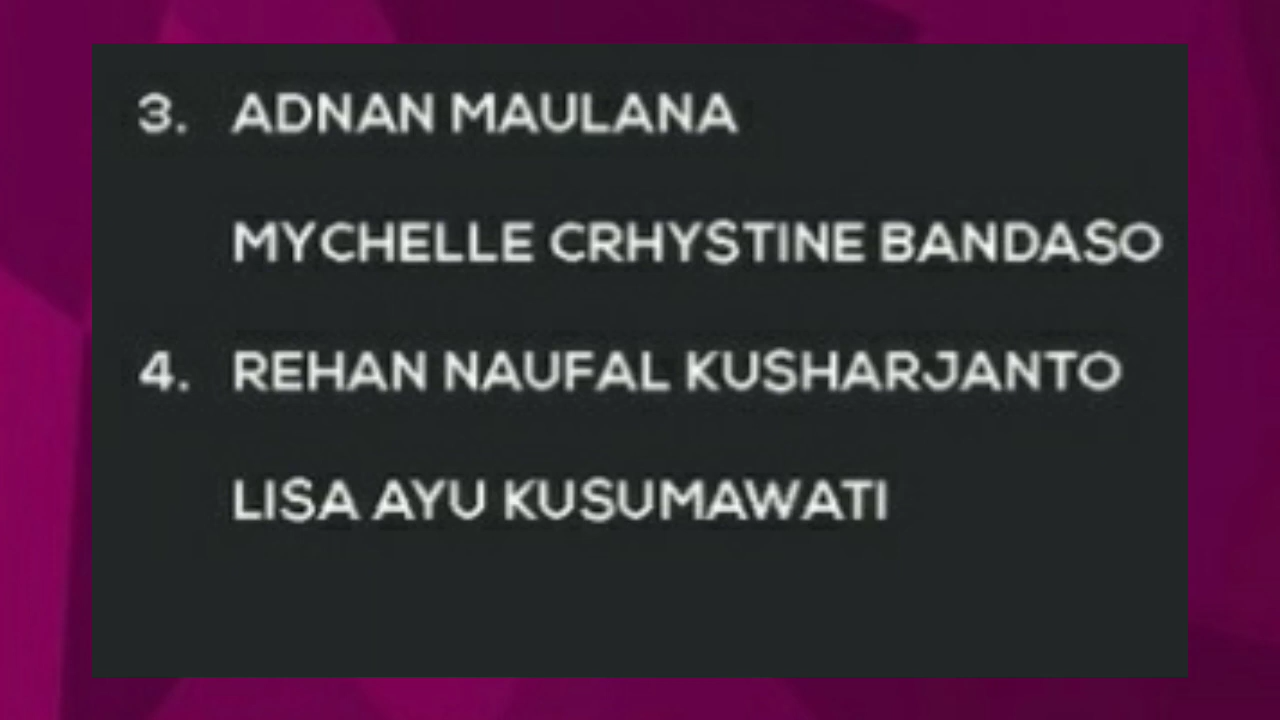 3. ADNAN MAULANA
MYCHELLE CRHYSTINE BANDASO
4. REHAN NAUFAL KUSHARJANTO
LISA AYU KUSUMAWATI